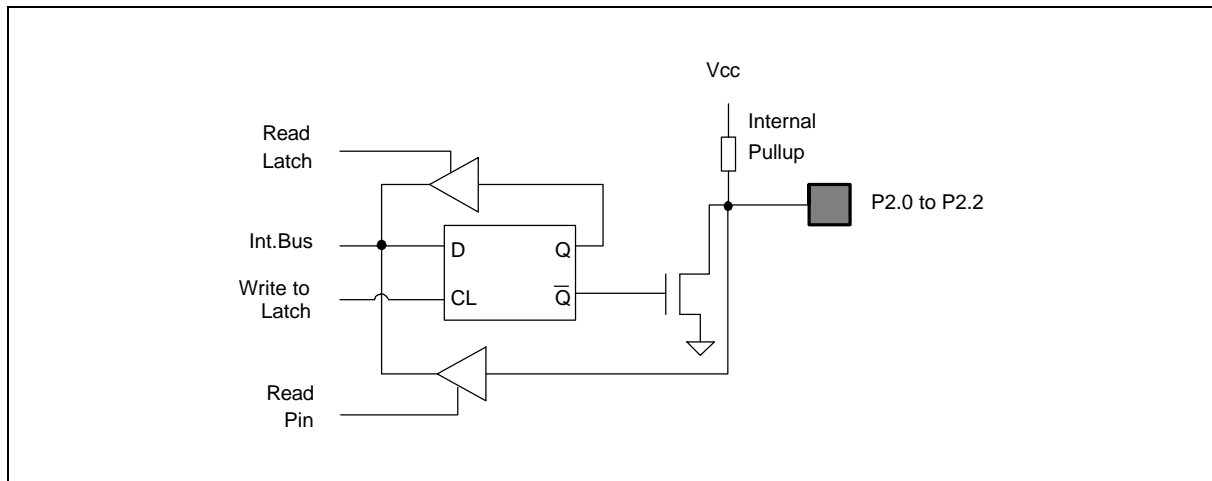 Vcc
Internal
Pullup
Read
Latch
P2.0 to P2.2
Int.Bus
D
Q
Write to
Latch
CL
Q̅
Read
Pin